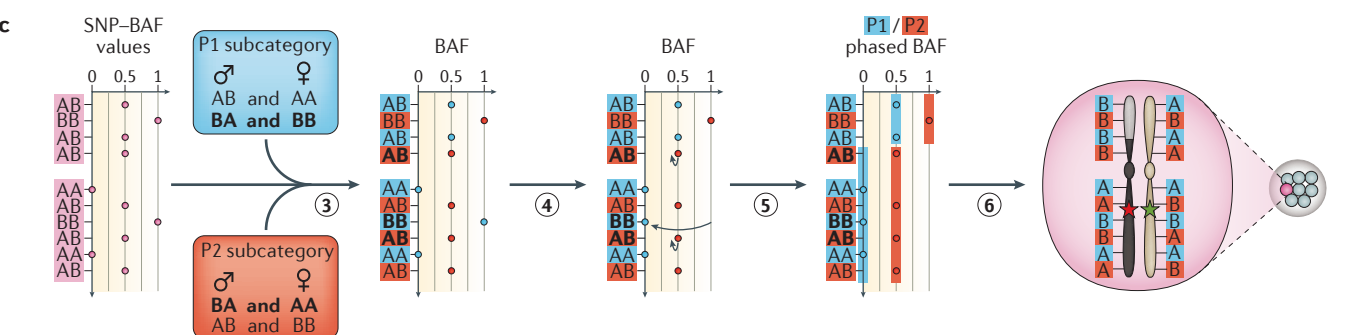 c
SNP–BAF
values
0 0.5 1
AB
BB
AB
AB
AA
AB
BB
AB
AA
AB
P1 subcategory
♂ ♀
AB and AA
BA and BB
P2 subcategory
♂ ♀
BA and AA
AB and BB
3
BAF
0 0.5 1
AB
BB
AB
AB
AA
AB
BB
AB
AA
AB
4
BAF
0 0.5 1
AB
BB
AB
AB
AA
AB
BB
AB
AA
AB
5
P1 / P2
phased BAF
0 0.5 1
AB
BB
AB
AB
AA
AB
BB
AB
AA
AB
6
B A
B B
B A
B A
A A
A B
B B
B A
A A
A B